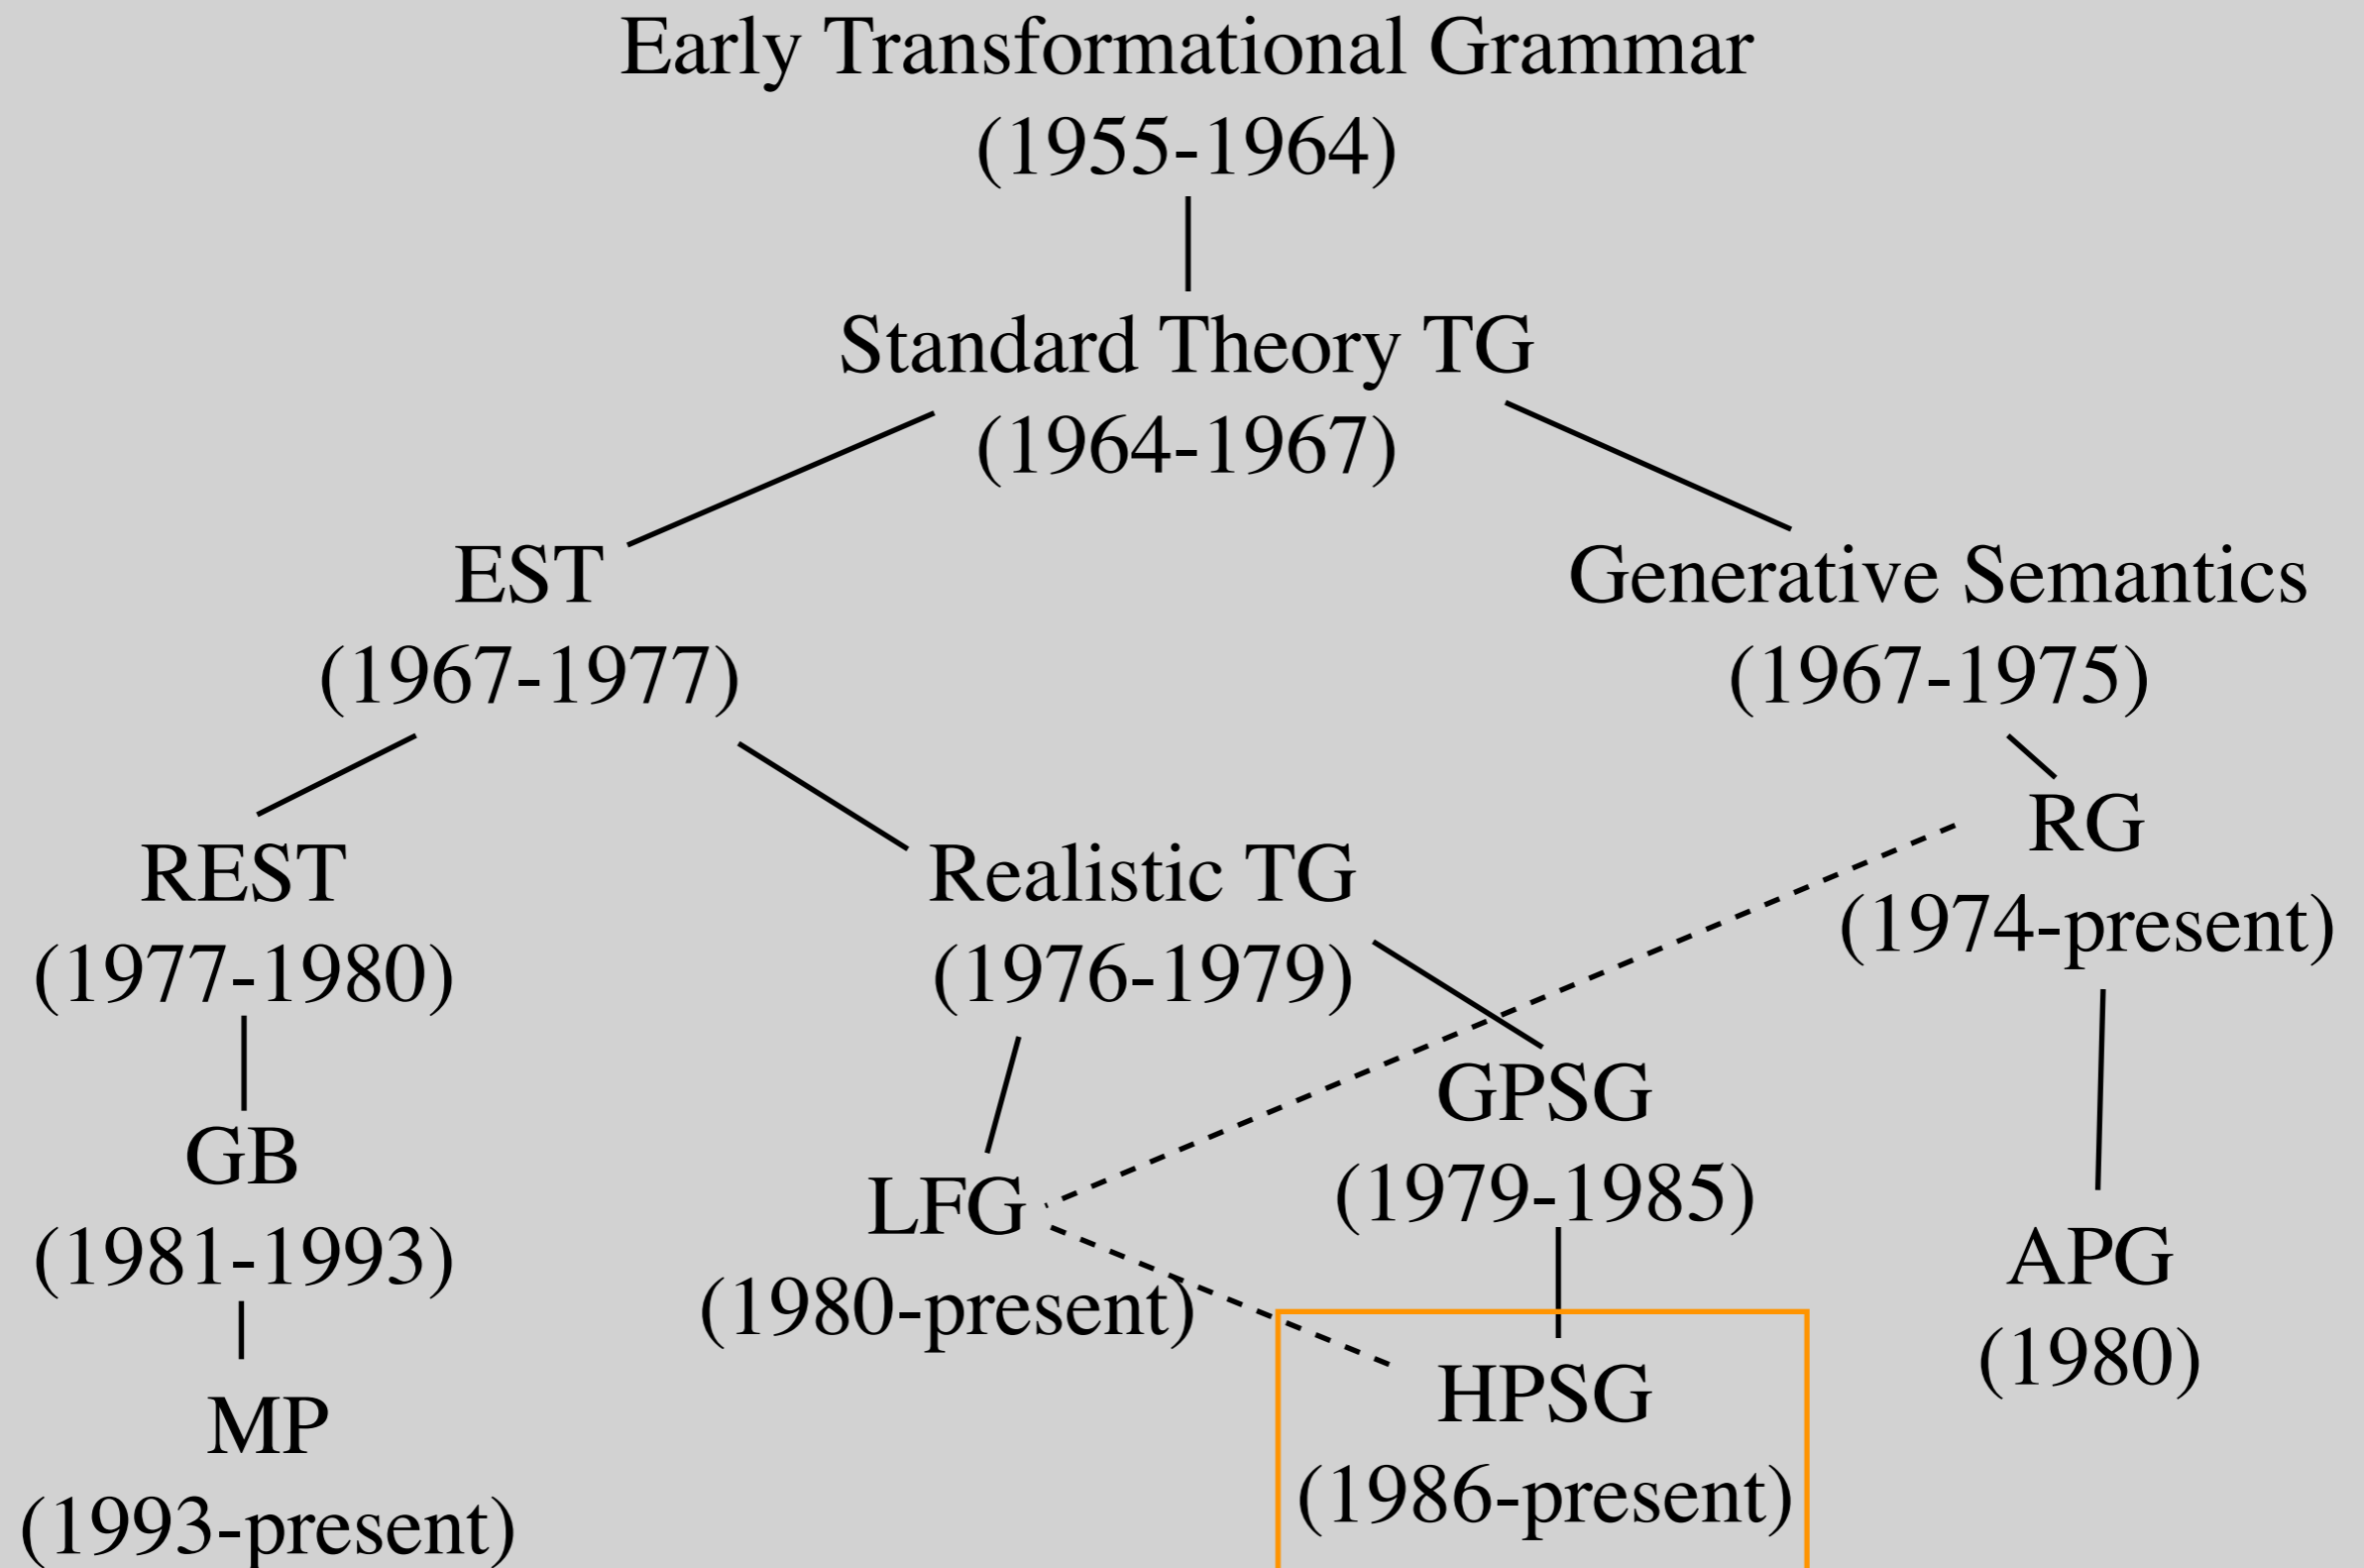 Early Transformational Grammar
(1955-1964)
Standard Theory TG
(1964-1967)
EST
(1967-1977)
Generative Semantics
(1967-1975)
REST
(1977-1980)
Realistic TG
(1976-1979)
RG
(1974-present)
GB
(1981-1993)
LFG
(1980-present)
GPSG
(1979-1985)
APG
(1980)
MP
(1993-present)
HPSG
(1986-present)